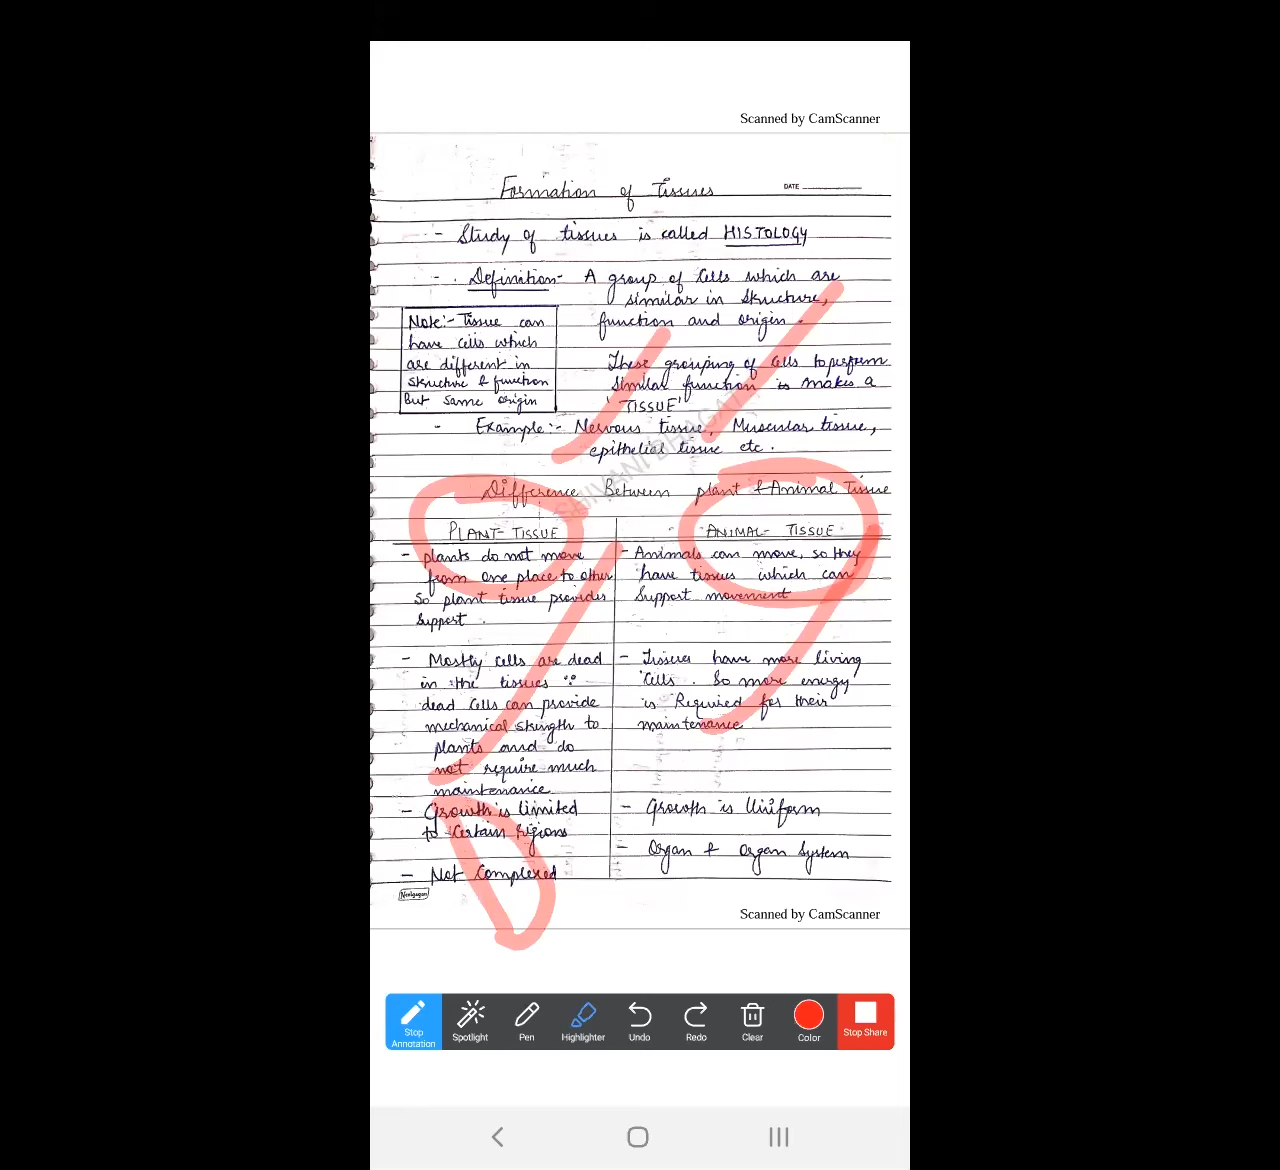 Scanned by CamScanner
Formation of Tissues
DATE
- Study of tissues is called HISTOLOGY
- Definition- A group of Cells which are
similar in structure,
function and origin.
Note:- Tissue can
have cells which
are different in
structure & function
But same origin
These grouping of Cells to perform
similar function is makes a
'TISSUE'
- Example:- Nervous tissue, Muscular tissue,
epithelial tissue etc.
SHIVANI BHAGAT
Difference Between plant & Animal Tissue
PLANT-TISSUE
- plants do not move
from one place to other
So plant tissue provides
Support.
- Mostly Cells are dead
in the tissues ∵
dead Cells can provide
mechanical strength to
plants and do
not require much
maintenance
- Growth is limited
to Certain regions
- Not Complexed
ANIMAL-TISSUE
- Animals can move, so they
have tissues which can
Support movement
- Tissues have more living
Cells. So more energy
is Required for their
maintenance
- Growth is Uniform
- Organ & Organ System
Neelgagan
Scanned by CamScanner
Stop
Annotation
Spotlight
Pen
Highlighter
Undo
Redo
Clear
Color
Stop Share